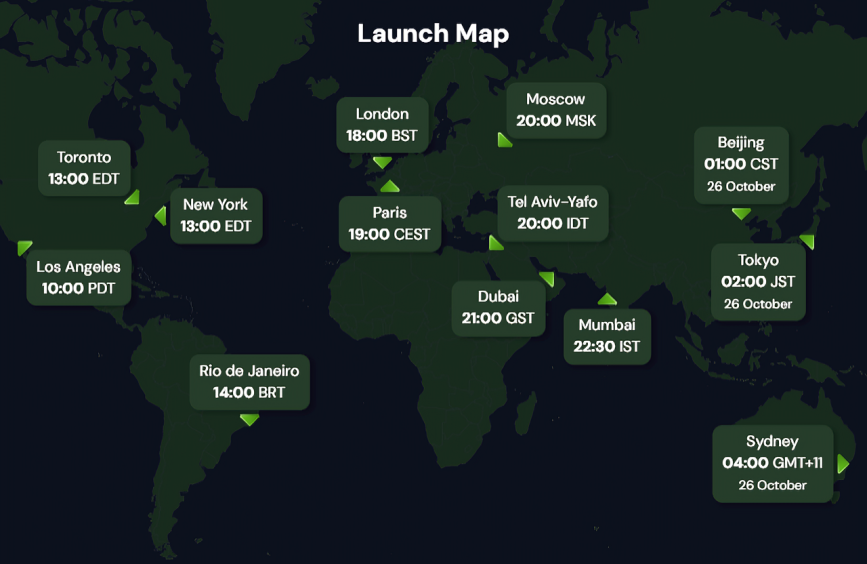 Launch Map
Moscow
20:00 MSK
London
18:00 BST
Beijing
01:00 CST
26 October
Toronto
13:00 EDT
New York
13:00 EDT
Paris
19:00 CEST
Tel Aviv–Yafo
20:00 IDT
Los Angeles
10:00 PDT
Tokyo
02:00 JST
26 October
Dubai
21:00 GST
Mumbai
22:30 IST
Rio de Janeiro
14:00 BRT
Sydney
04:00 GMT+11
26 October